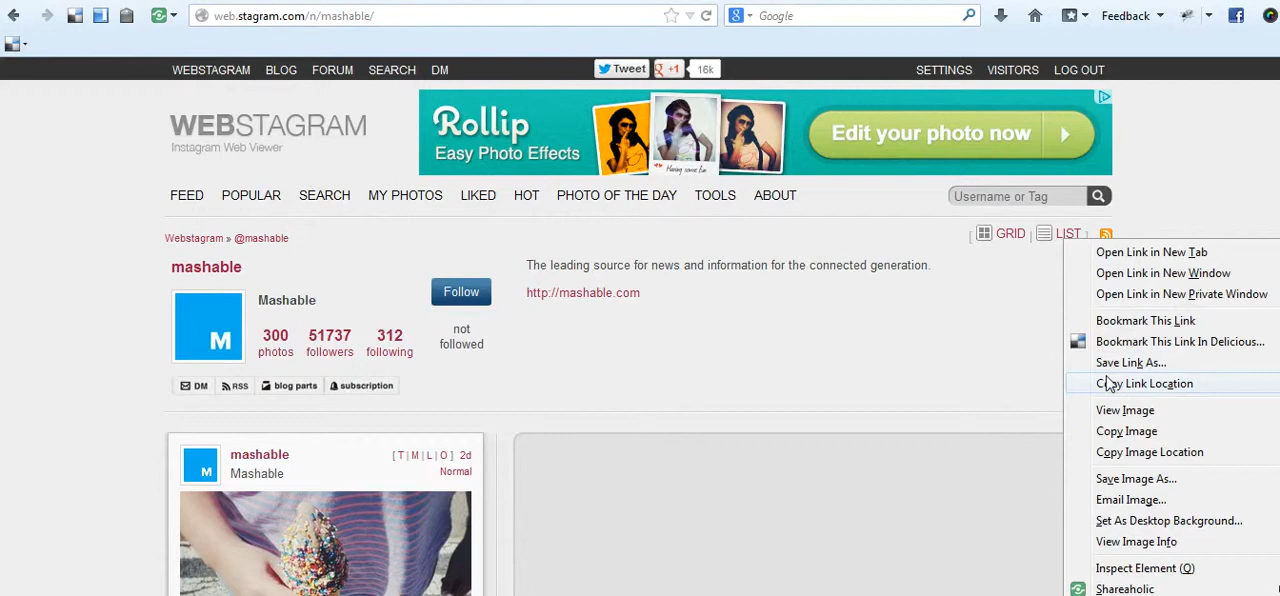 web.stagram.com/n/mashable/
Google
Feedback
WEBSTAGRAM BLOG FORUM SEARCH DM
Tweet
+1
16k
SETTINGS VISITORS LOG OUT
WEBSTAGRAM
Instagram Web Viewer
Rollip
Easy Photo Effects
Having some fun
Edit your photo now
FEED POPULAR SEARCH MY PHOTOS LIKED HOT PHOTO OF THE DAY TOOLS ABOUT
Username or Tag
Webstagram » @mashable
[ GRID LIST ]
mashable
M
Mashable
300 photos
51737 followers
312 following
Follow
not followed
The leading source for news and information for the connected generation.
http://mashable.com
DM RSS blog parts subscription
M
mashable
Mashable
[ T | M | L | O ] 2d
Normal
Open Link in New Tab
Open Link in New Window
Open Link in New Private Window
Bookmark This Link
Bookmark This Link In Delicious...
Save Link As...
Copy Link Location
View Image
Copy Image
Copy Image Location
Save Image As...
Email Image...
Set As Desktop Background...
View Image Info
Inspect Element (Q)
Shareaholic